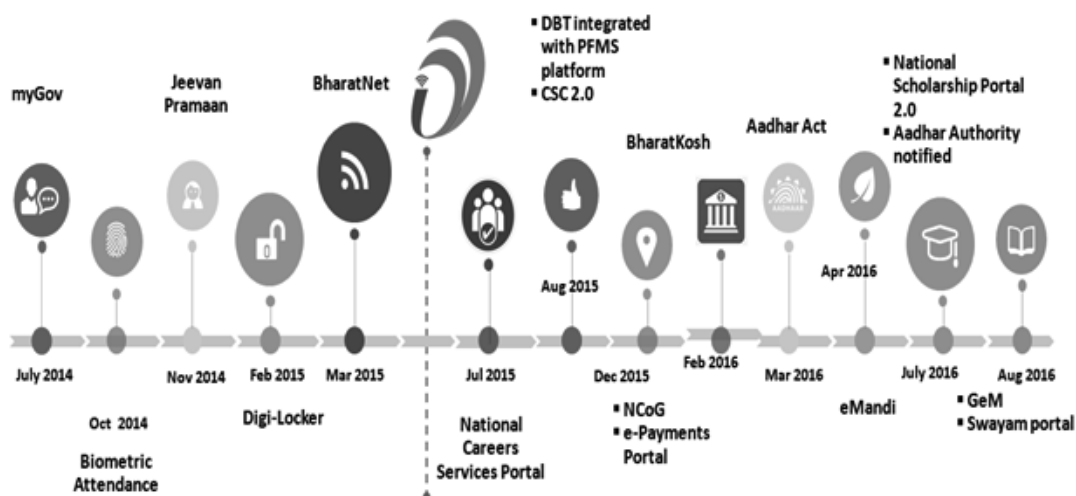 myGov
Jeevan
Pramaan
BharatNet
▪ DBT integrated
with PFMS
platform
▪ CSC 2.0
BharatKosh
Aadhar Act
▪ National
Scholarship Portal
2.0
▪ Aadhar Authority
notified
AADHAAR
Aug 2015
Apr 2016
July 2014
Oct 2014
Nov 2014
Feb 2015
Mar 2015
Jul 2015
Dec 2015
Feb 2016
Mar 2016
July 2016
Aug 2016
Biometric
Attendance
Digi-Locker
National
Careers
Services Portal
▪ NCoG
▪ e-Payments
Portal
eMandi
▪ GeM
▪ Swayam portal